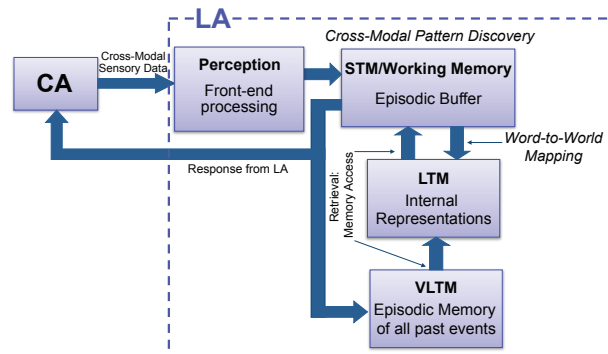 LA
Cross-Modal Pattern Discovery
Cross-Modal
Sensory Data
CA
Perception
Front-end
processing
STM/Working Memory
Episodic Buffer
Word-to-World
Mapping
Response from LA
Retrieval:
Memory Access
LTM
Internal
Representations
VLTM
Episodic Memory
of all past events